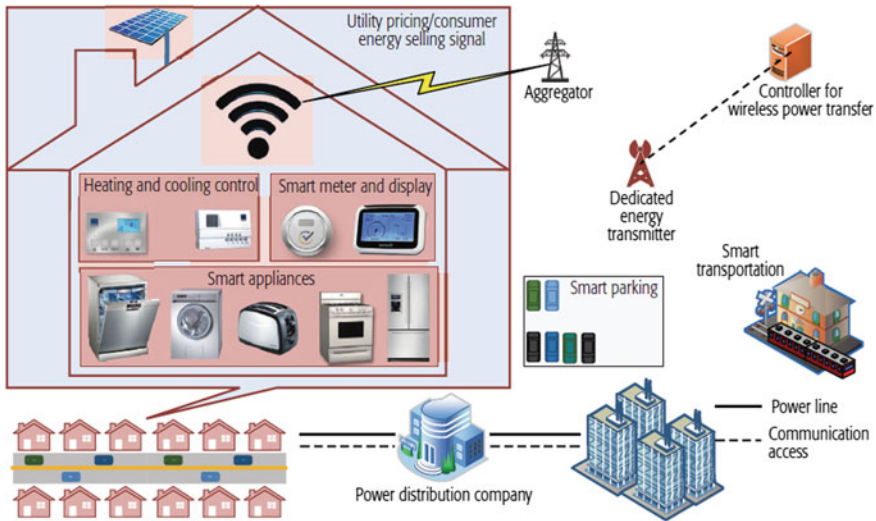 Utility pricing/consumer
energy selling signal
Aggregator
Controller for
wireless power transfer
Dedicated
energy
transmitter
Heating and cooling control
Smart meter and display
Smart appliances
Smart parking
Smart
transportation
Power line
Communication
access
Power distribution company